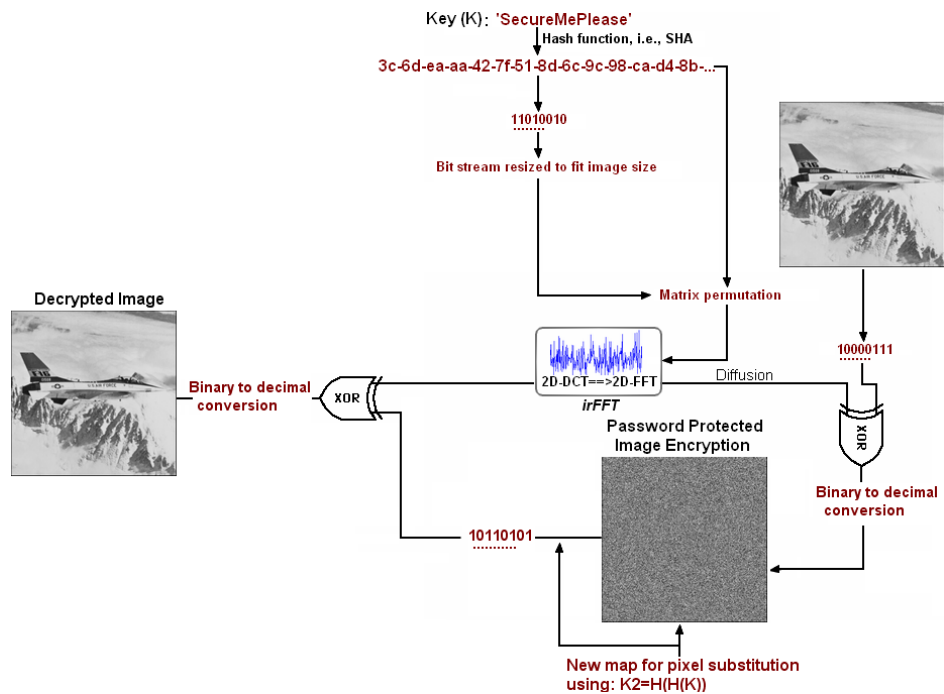 Key (K): 'SecureMePlease'
Hash function, i.e., SHA
3c-6d-ea-aa-42-7f-51-8d-6c-9c-98-ca-d4-8b-...
11010010
Bit stream resized to fit image size
Matrix permutation
Decrypted Image
10000111
2D-DCT==>2D-FFT
irFFT
Diffusion
Binary to decimal
conversion
XOR
XOR
Password Protected
Image Encryption
Binary to decimal
conversion
10110101
New map for pixel substitution
using: K2=H(H(K))